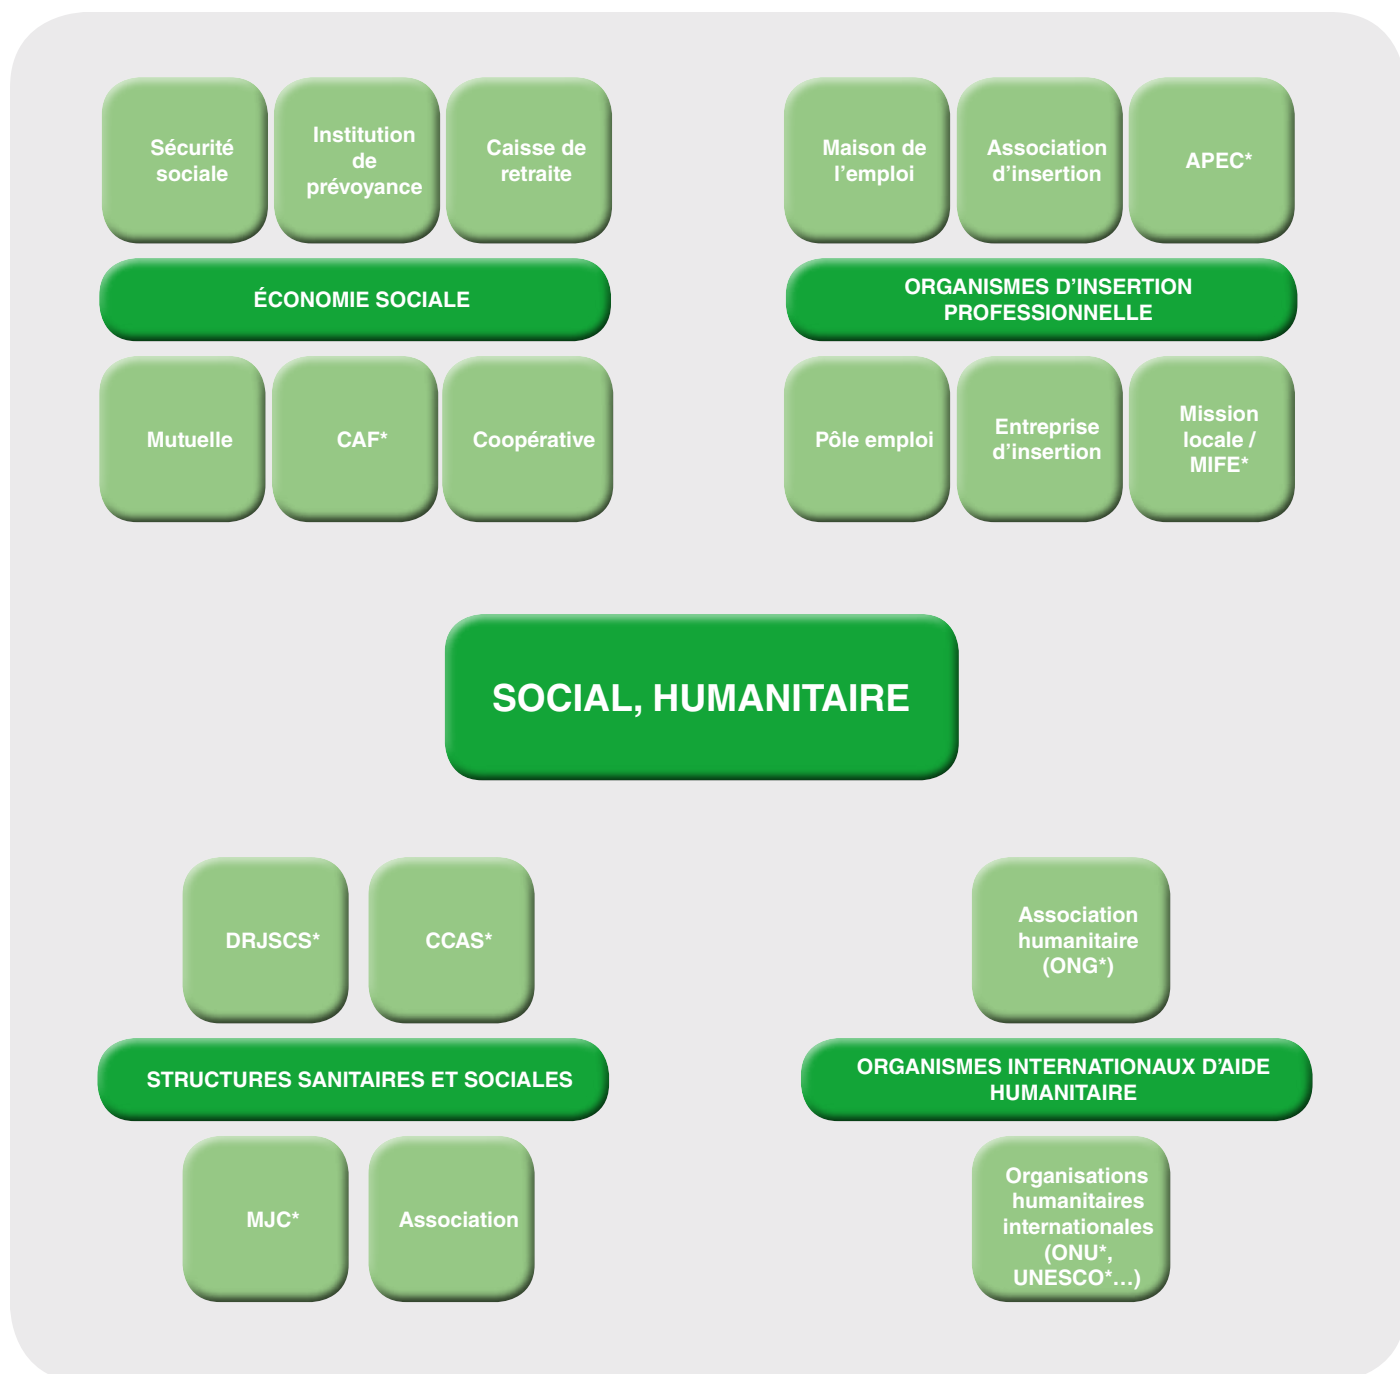 Sécurité
sociale
Institution
de
prévoyance
Caisse de
retraite
ÉCONOMIE SOCIALE
Mutuelle
CAF*
Coopérative
Maison de
l’emploi
Association
d’insertion
APEC*
ORGANISMES D’INSERTION
PROFESSIONNELLE
Pôle emploi
Entreprise
d’insertion
Mission
locale /
MIFE*
SOCIAL, HUMANITAIRE
DRJSCS*
CCAS*
STRUCTURES SANITAIRES ET SOCIALES
MJC*
Association
Association
humanitaire
(ONG*)
ORGANISMES INTERNATIONAUX D’AIDE
HUMANITAIRE
Organisations
humanitaires
internationales
(ONU*,
UNESCO*…)